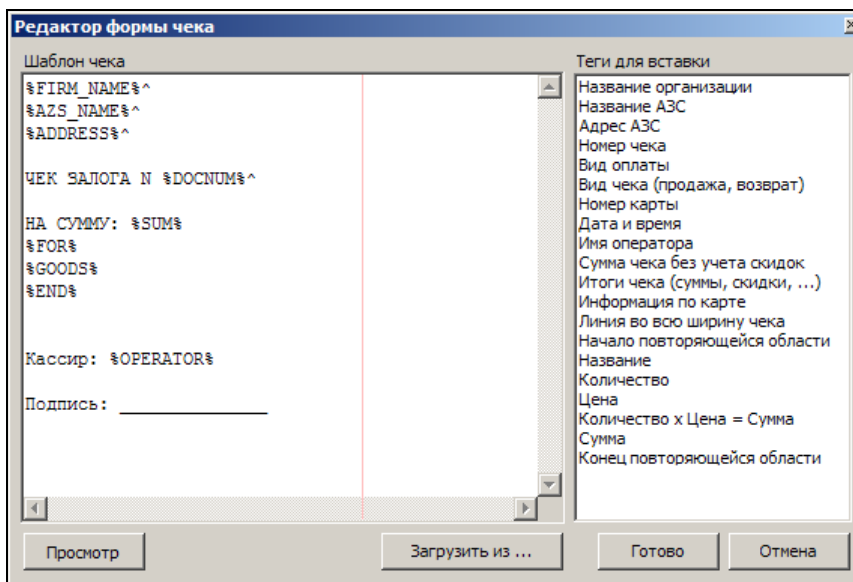 Редактор формы чека
Шаблон чека
%FIRM_NAME%^
%AZS_NAME%^
%ADDRESS%^
ЧЕК ЗАЛОГА N %DOCNUM%^
НА СУММУ: %SUM%
%FOR%
%GOODS%
%END%
Кассир: %OPERATOR%
Подпись: _______________
Теги для вставки
Название организации
Название АЗС
Адрес АЗС
Номер чека
Вид оплаты
Вид чека (продажа, возврат)
Номер карты
Дата и время
Имя оператора
Сумма чека без учета скидок
Итоги чека (суммы, скидки, ...)
Информация по карте
Линия во всю ширину чека
Начало повторяющейся области
Название
Количество
Цена
Количество x Цена = Сумма
Сумма
Конец повторяющейся области
Просмотр
Загрузить из ...
Готово
Отмена